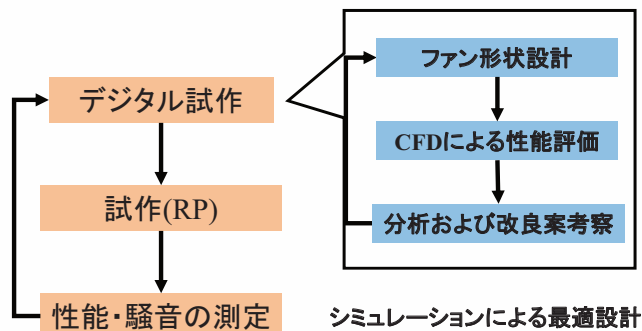 デジタル試作
試作(RP)
性能・騒音の測定
ファン形状設計
CFDによる性能評価
分析および改良案考察
シミュレーションによる最適設計